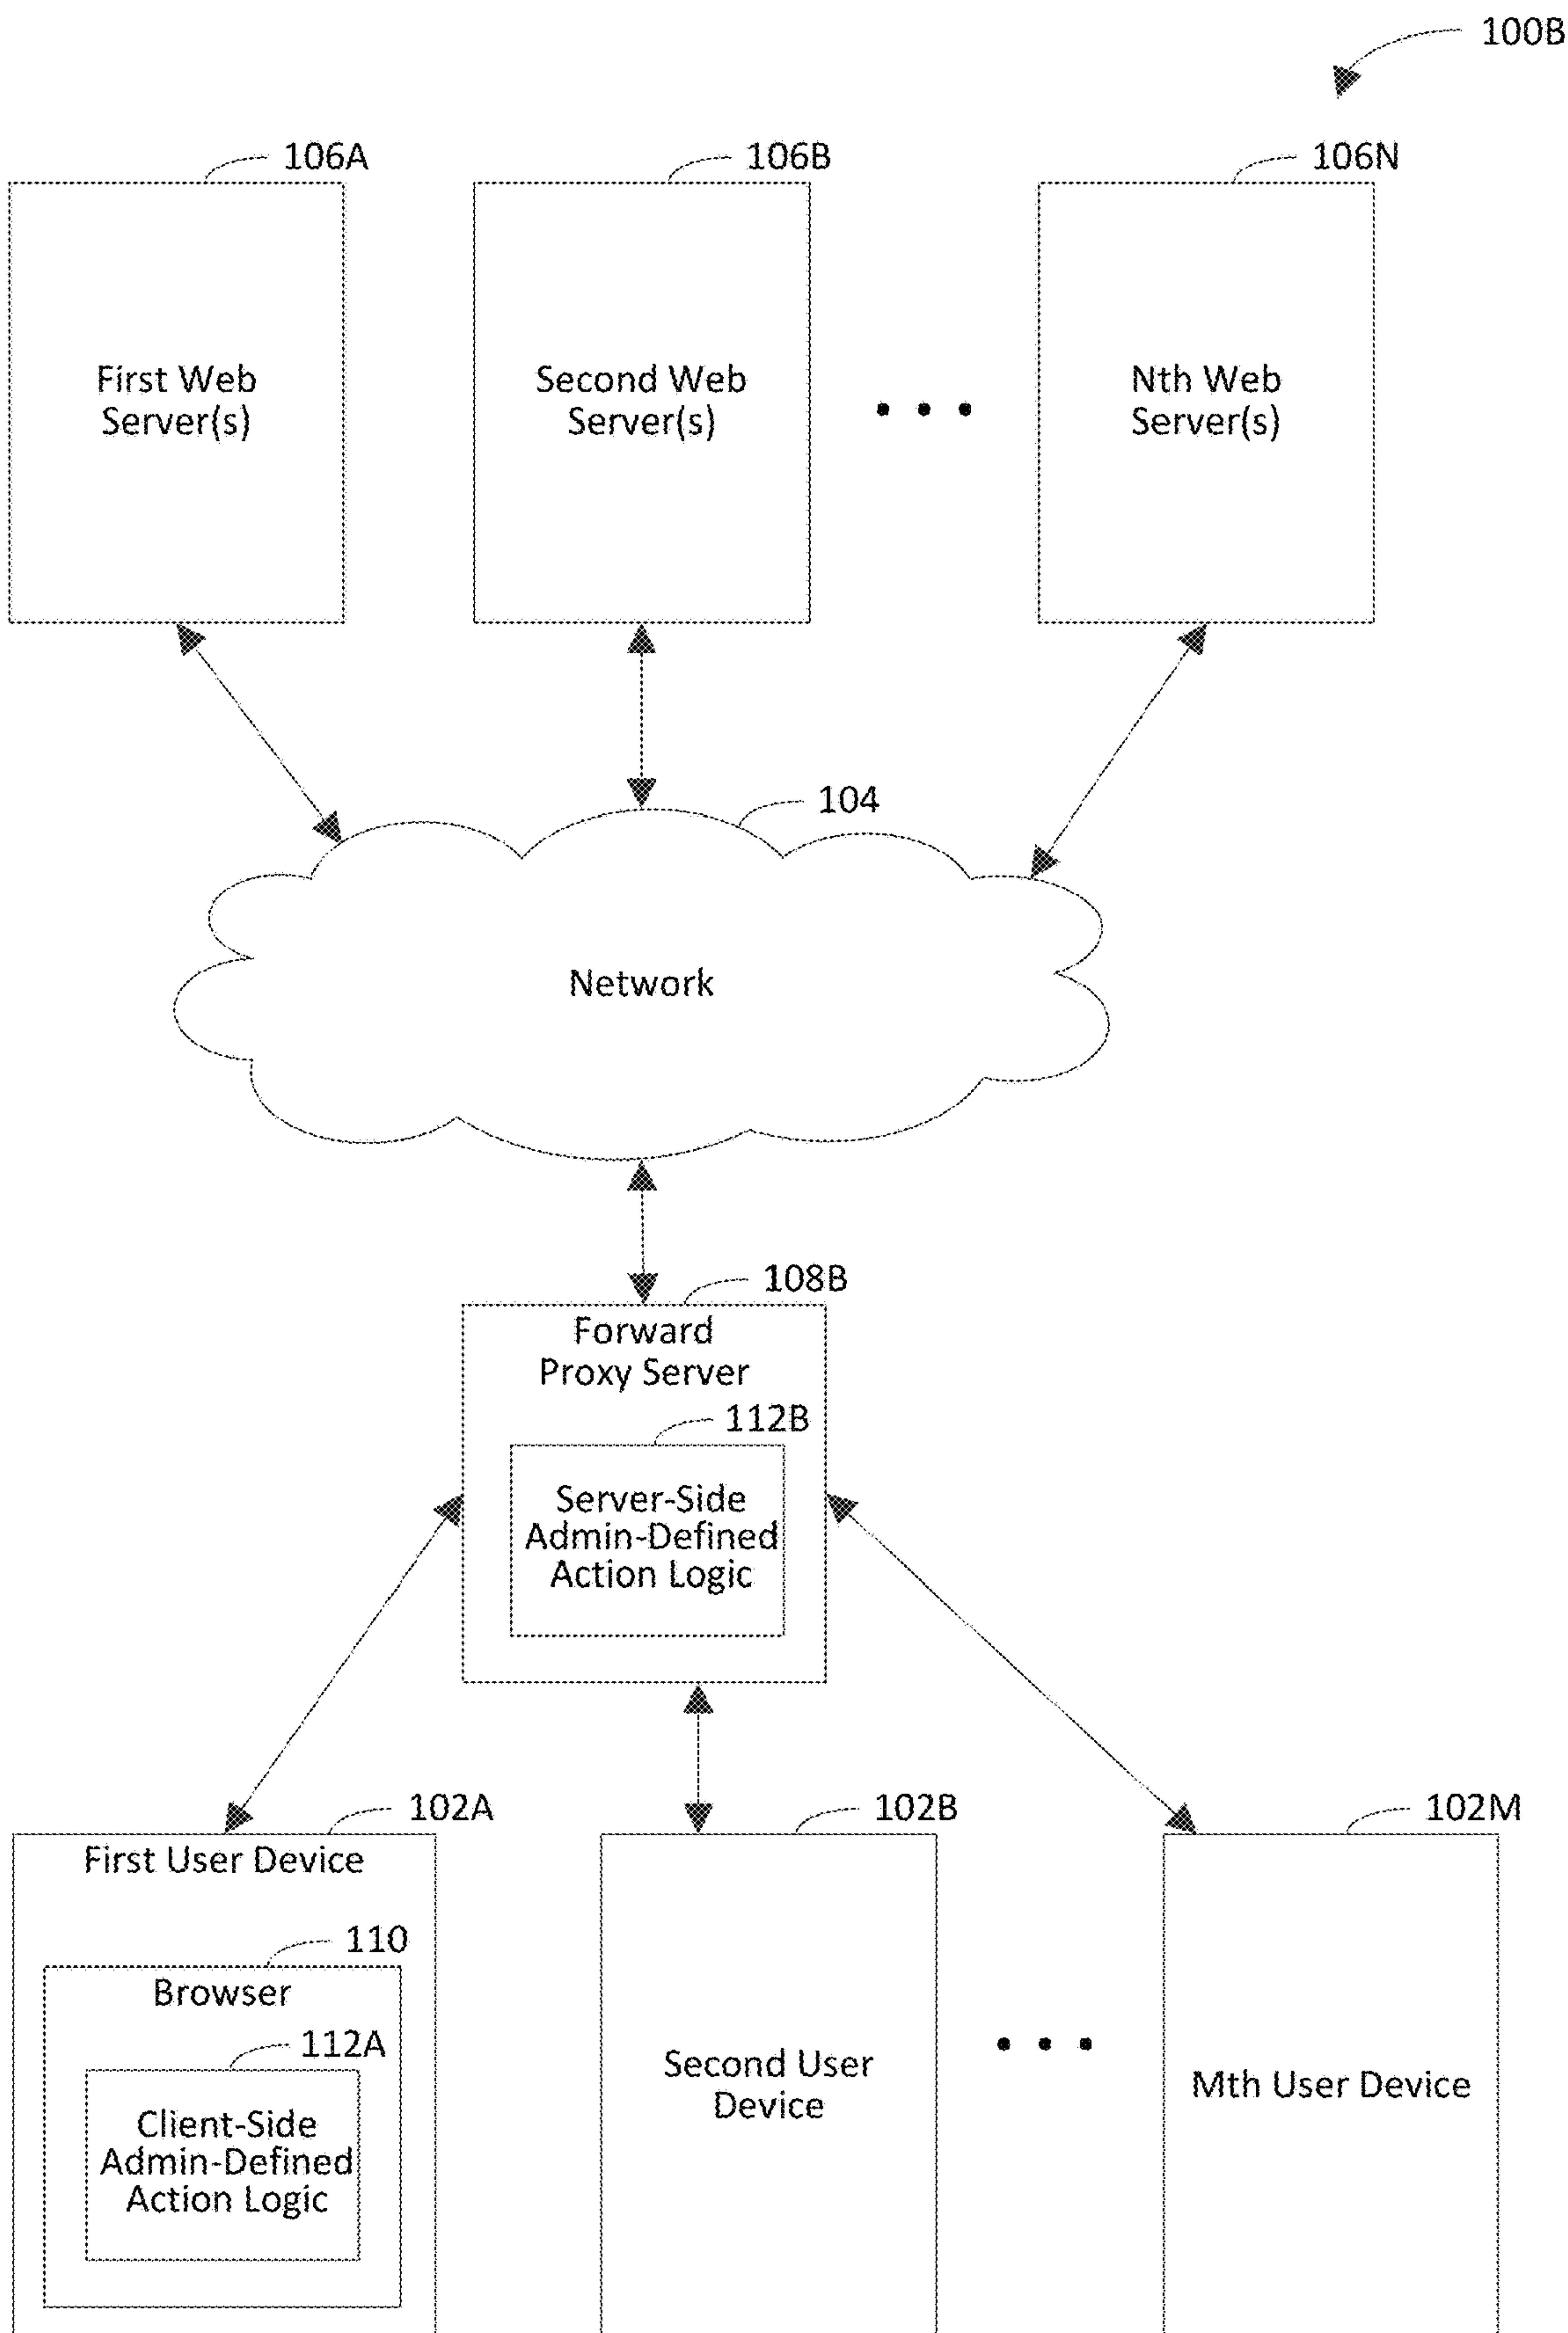 100B
106A
106B
106N
First Web
Server(s)
Second Web
Server(s)
Nth Web
Server(s)
104
Network
108B
Forward
Proxy Server
112B
Server-Side
Admin-Defined
Action Logic
102A
First User Device
110
Browser
112A
Client-Side
Admin-Defined
Action Logic
102B
Second User
Device
102M
Mth User Device